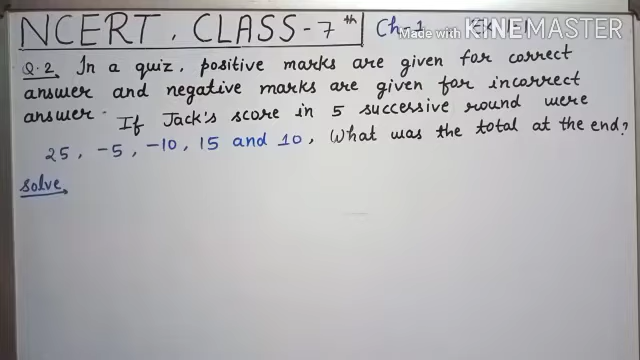 NCERT, CLASS-7th Ch-1
Made with KINEMASTER
Q.2, In a quiz, positive marks are given for correct
answer and negative marks are given for incorrect
answer. If Jack's score in 5 successive round were
25, -5, -10, 15 and 10, What was the total at the end?
Solve,